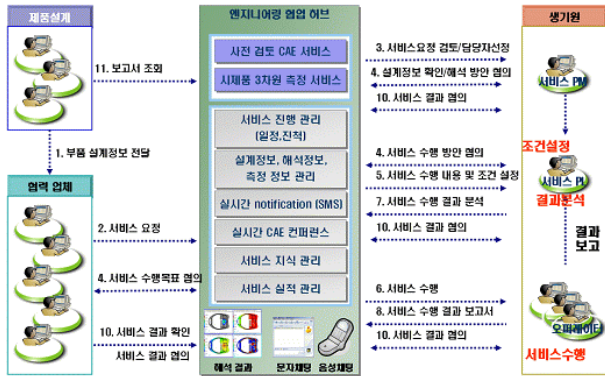 제품설계
엔지니어링 협업 허브
생기원
사전 검토 CAE 서비스
시제품 3차원 측정 서비스
11. 보고서 조회
3. 서비스요청 검토/담당자선정
4. 설계정보 확인/해석 방안 협의
10. 서비스 결과 협의
서비스 PM
서비스 진행 관리
(일정,진척)
설계정보, 해석정보,
측정 정보 관리
실시간 notification (SMS)
실시간 CAE 컨퍼런스
서비스 지식 관리
서비스 실적 관리
1. 부품 설계정보 전달
협력 업체
조건설정
4. 서비스 수행 방안 협의
5. 서비스 수행 내용 및 조건 설정
서비스 PL
결과분석
7. 서비스 수행 결과 분석
10. 서비스 결과 협의
결과
보고
2. 서비스 요청
4. 서비스 수행목표 협의
6. 서비스 수행
8. 서비스 수행 결과 보고서
10. 서비스 결과 협의
오퍼레이터
서비스수행
10. 서비스 결과 확인
서비스 결과 협의
해석 결과
문자채팅
음성채팅